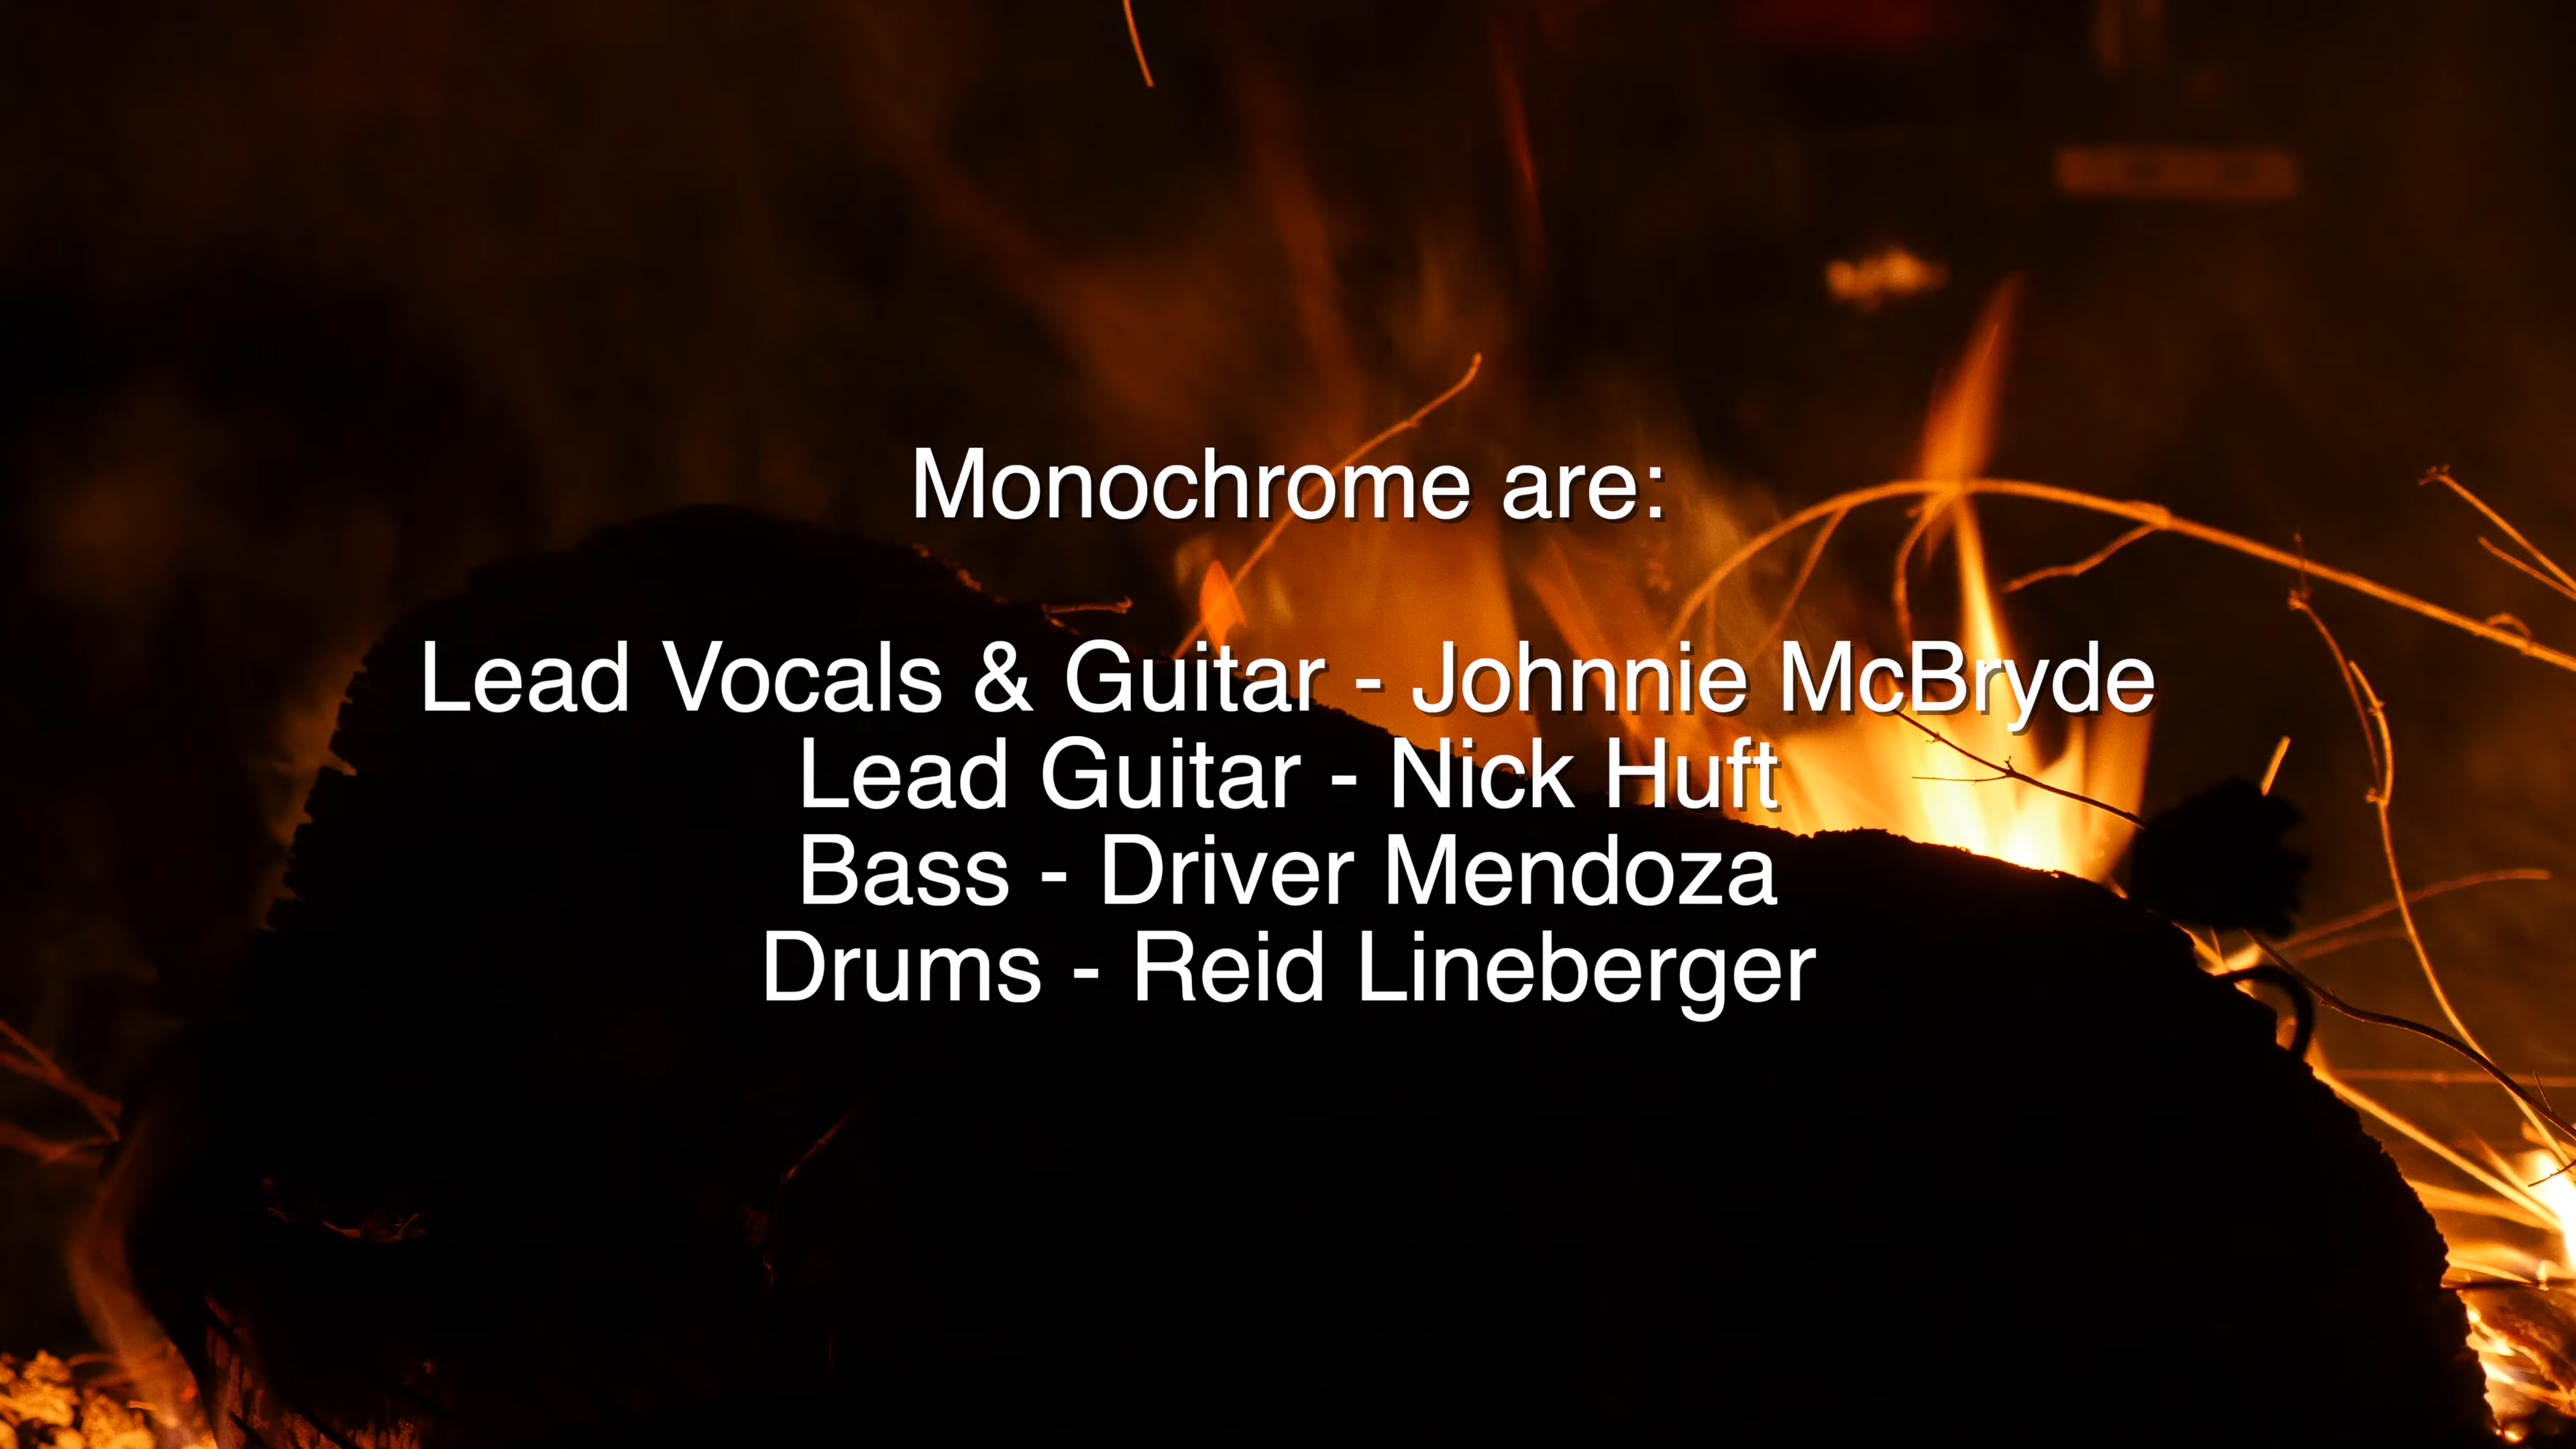 Monochrome are:
Lead Vocals & Guitar - Johnnie McBryde
Lead Guitar - Nick Huft
Bass - Driver Mendoza
Drums - Reid Lineberger